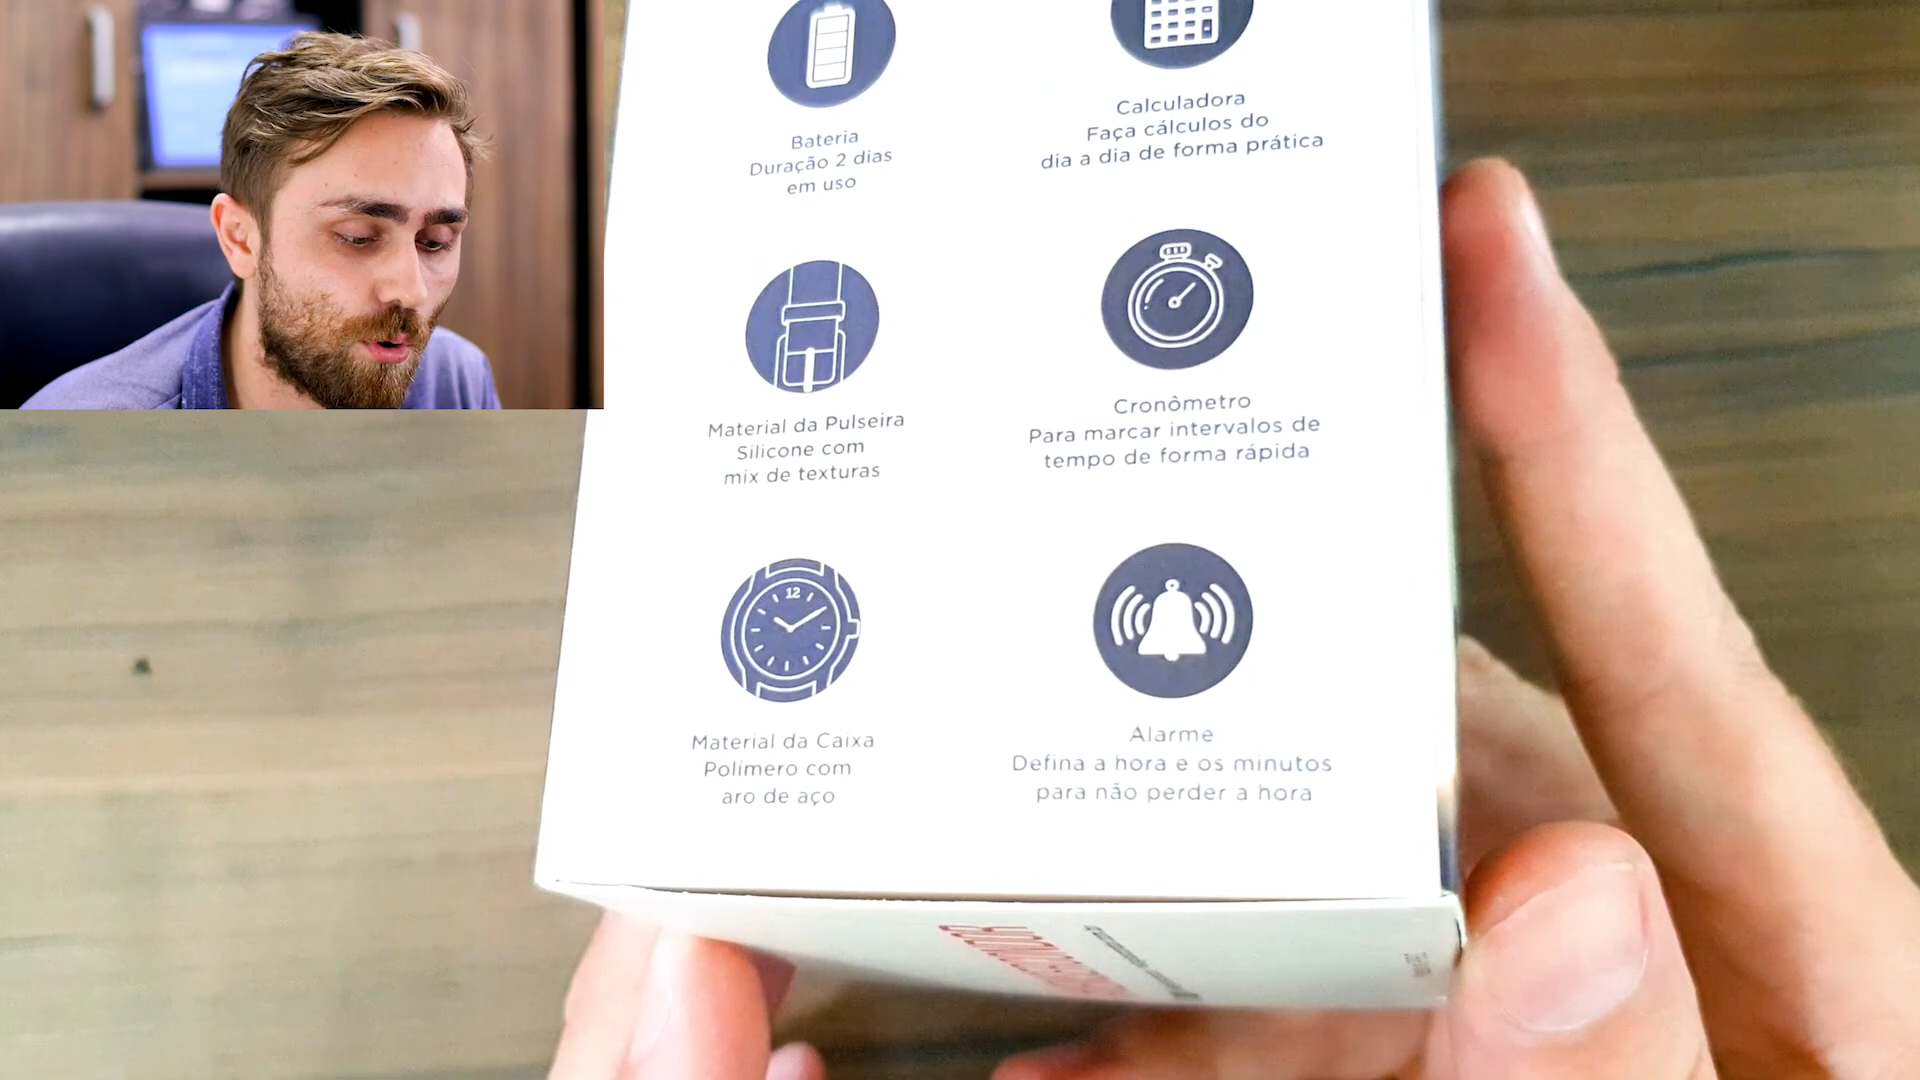 Bateria
Duração 2 dias
em uso
Calculadora
Faça cálculos do
dia a dia de forma prática
Material da Pulseira
Silicone com
mix de texturas
Cronômetro
Para marcar intervalos de
tempo de forma rápida
12
Material da Caixa
Polimero com
aro de aço
Alarme
Defina a hora e os minutos
para não perder a hora